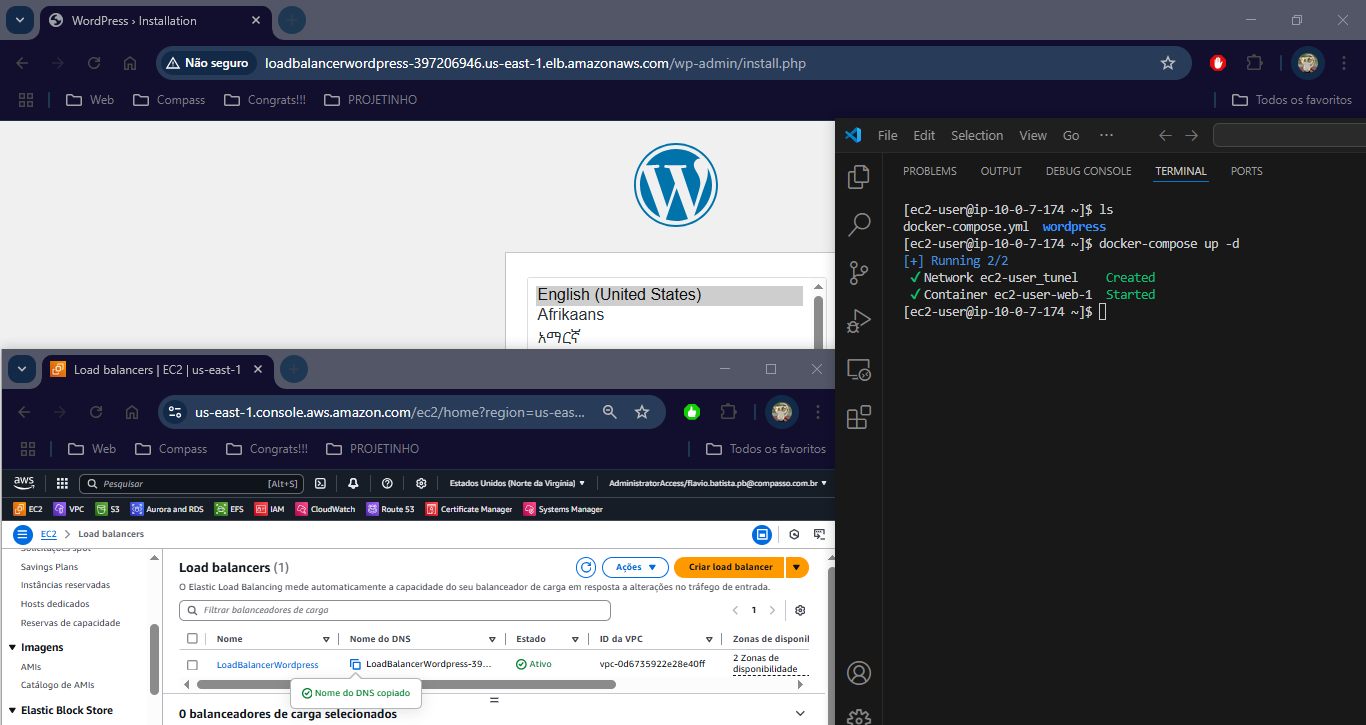 WordPress › Installation
Não seguro
loadbalancerwordpress-397206946.us-east-1.elb.amazonaws.com/wp-admin/install.php
Web
Compass
Congrats!!!
PROJETINHO
Todos os favoritos
English (United States)
Afrikaans
አማርኛ
File Edit Selection View Go ···
PROBLEMS OUTPUT DEBUG CONSOLE TERMINAL PORTS
[ec2-user@ip-10-0-7-174 ~]$ ls
docker-compose.yml wordpress
[ec2-user@ip-10-0-7-174 ~]$ docker-compose up -d
[+] Running 2/2
✔ Network ec2-user_tunel Created
✔ Container ec2-user-web-1 Started
[ec2-user@ip-10-0-7-174 ~]$
Load balancers | EC2 | us-east-1
us-east-1.console.aws.amazon.com/ec2/home?region=us-eas...
Web
Compass
Congrats!!!
PROJETINHO
Todos os favoritos
aws
Pesquisar
[Alt+S]
Estados Unidos (Norte da Virgínia)
AdministratorAccess/flavio.batista.pb@compasso.com.br
EC2 VPC S3 Aurora and RDS EFS IAM CloudWatch Route 53 Certificate Manager Systems Manager
EC2 > Load balancers
Solicitações spot
Savings Plans
Instâncias reservadas
Hosts dedicados
Reservas de capacidade
Imagens
AMIs
Catálogo de AMIs
Elastic Block Store
Load balancers (1)
Ações
Criar load balancer
O Elastic Load Balancing mede automaticamente a capacidade do seu balanceador de carga em resposta a alterações no tráfego de entrada.
Filtrar balanceadores de carga
1
Nome
Nome do DNS
Estado
ID da VPC
Zonas de disponil
LoadBalancerWordpress
LoadBalancerWordpress-39...
Ativo
vpc-0d6735922e28e40ff
2 Zonas de
disponibilidade
Nome do DNS copiado
0 balanceadores de carga selecionados